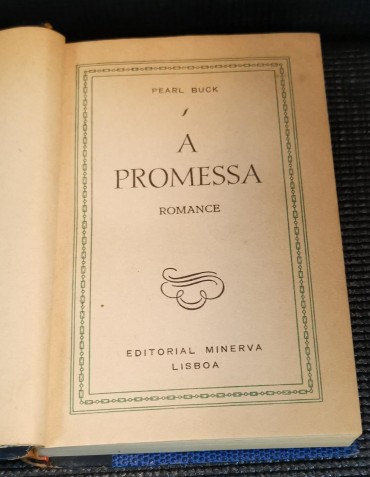 PEARL BUCK
A
PROMESSA
ROMANCE
EDITORIAL MINERVA
LISBOA